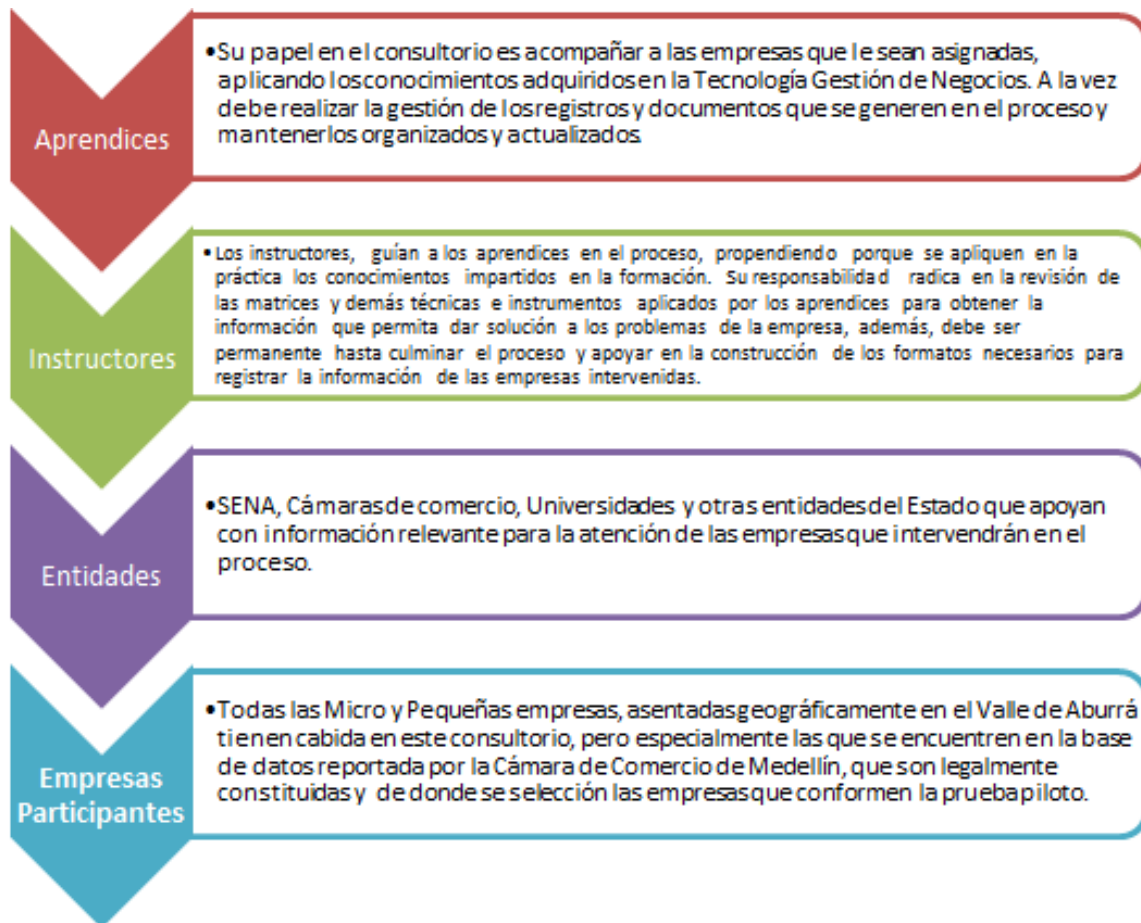 Aprendices
•Su papel en el consultorio es acompañar a las empresas que le sean asignadas,
aplicando los conocimientos adquiridos en la Tecnología Gestión de Negocios. A la vez
debe realizar la gestión de los registros y documentos que se generen en el proceso y
mantenerlos organizados y actualizados.
Instructores
•Los instructores, guían a los aprendices en el proceso, propendiendo porque se apliquen en la
práctica los conocimientos impartidos en la formación. Su responsabilidad radica en la revisión de
las matrices y demás técnicas e instrumentos aplicados por los aprendices para obtener la
información que permita dar solución a los problemas de la empresa, además, debe ser
permanente hasta culminar el proceso y apoyar en la construcción de los formatos necesarios para
registrar la información de las empresas intervenidas.
Entidades
•SENA, Cámaras de comercio, Universidades y otras entidades del Estado que apoyan
con información relevante para la atención de las empresas que intervendrán en el
proceso.
Empresas
Participantes
•Todas las Micro y Pequeñas empresas, asentadas geográficamente en el Valle de Aburrá
tienen cabida en este consultorio, pero especialmente las que se encuentren en la base
de datos reportada por la Cámara de Comercio de Medellín, que son legalmente
constituidas y de donde se selección las empresas que conformen la prueba piloto.